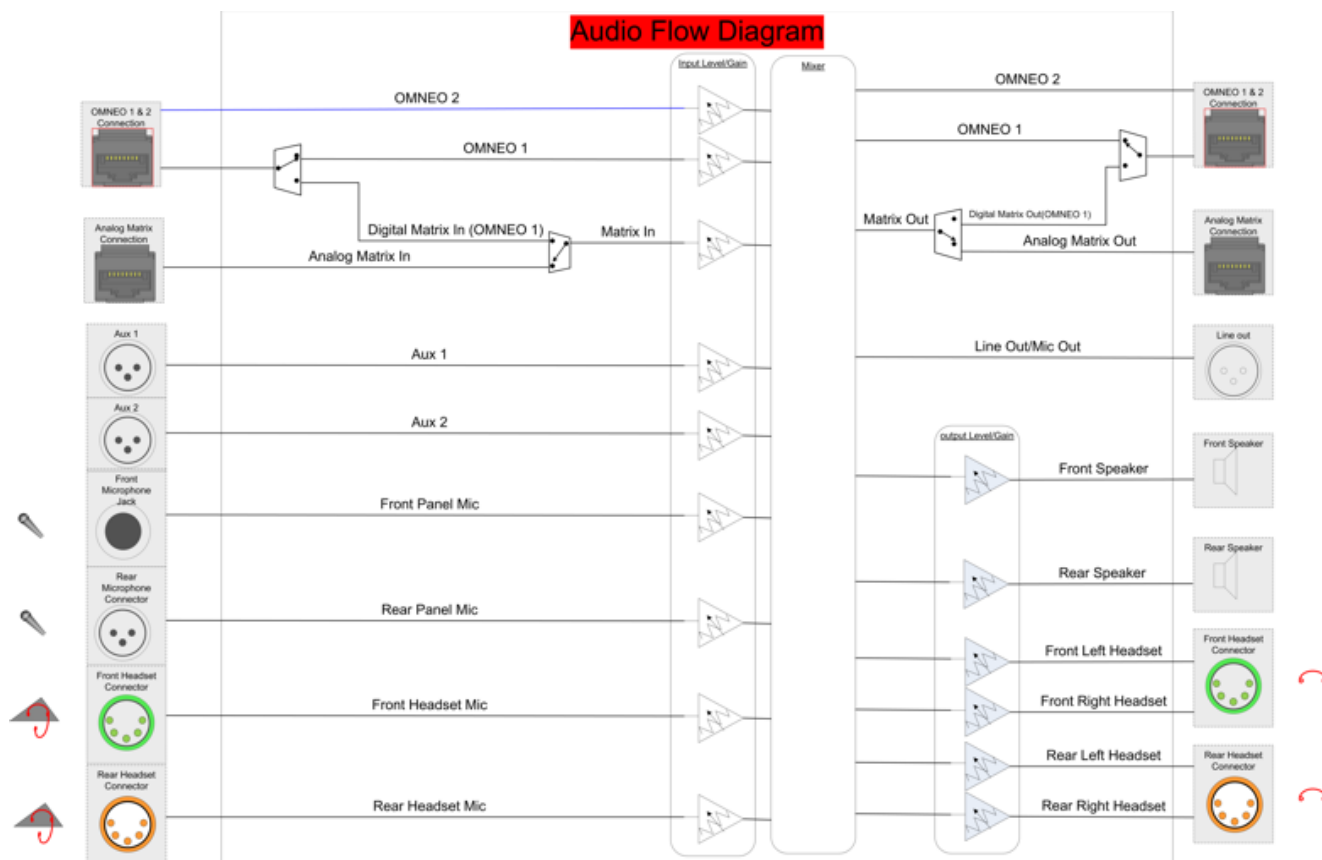 Audio Flow Diagram
Input Level/Gain
Mixer
OMNEO 1 & 2
Connection
OMNEO 2
OMNEO 1
Digital Matrix In (OMNEO 1)
Matrix In
Analog Matrix
Connection
Analog Matrix In
Aux 1
Aux 1
Aux 2
Aux 2
Front
Microphone
Jack
Front Panel Mic
Rear
Microphone
Connector
Rear Panel Mic
Front Headset
Connector
Front Headset Mic
Rear Headset
Connector
Rear Headset Mic
OMNEO 2
OMNEO 1 & 2
Connection
OMNEO 1
Matrix Out
Digital Matrix Out(OMNEO 1)
Analog Matrix Out
Analog Matrix
Connection
Line Out/Mic Out
Line out
output Level/Gain
Front Speaker
Front Speaker
Rear Speaker
Rear Speaker
Front Left Headset
Front Right Headset
Front Headset
Connector
Rear Left Headset
Rear Right Headset
Rear Headset
Connector